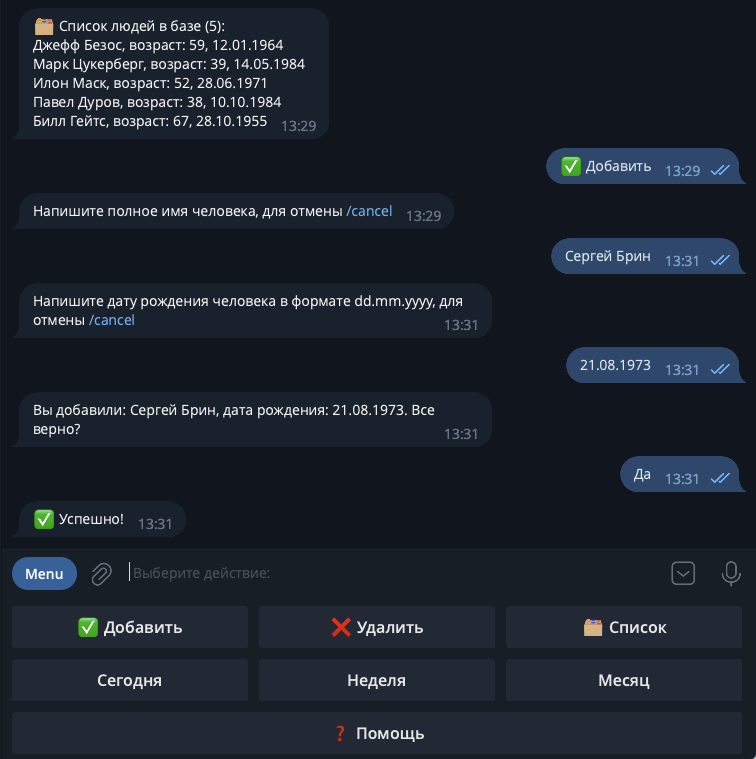 🗂️ Список людей в базе (5):
Джефф Безос, возраст: 59, 12.01.1964
Марк Цукерберг, возраст: 39, 14.05.1984
Илон Маск, возраст: 52, 28.06.1971
Павел Дуров, возраст: 38, 10.10.1984
Билл Гейтс, возраст: 67, 28.10.1955 13:29
✅ Добавить 13:29
Напишите полное имя человека, для отмены /cancel 13:29
Сергей Брин 13:31
Напишите дату рождения человека в формате dd.mm.yyyy, для
отмены /cancel 13:31
21.08.1973 13:31
Вы добавили: Сергей Брин, дата рождения: 21.08.1973. Все
верно? 13:31
Да 13:31
✅ Успешно! 13:31
Menu Выберите действие:
✅ Добавить ❌ Удалить 🗂️ Список
Сегодня Неделя Месяц
❓ Помощь